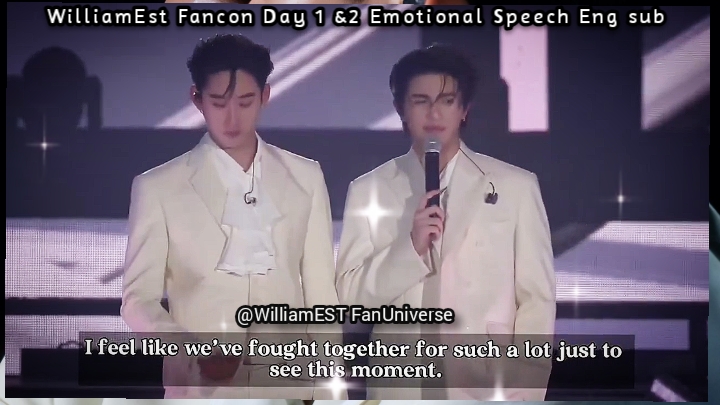 WilliamEst Fancon Day 1 &2 Emotional Speech Eng sub
@WilliamEST FanUniverse
I feel like we've fought together for such a lot just to
see this moment.